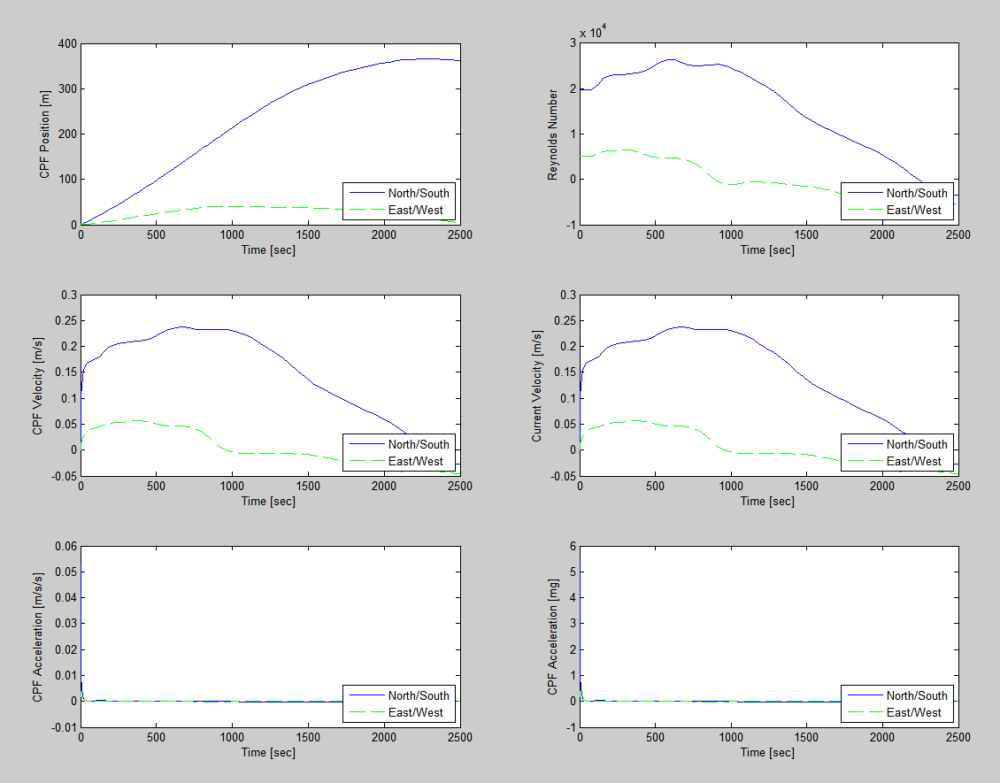 400
300
200
100
0
CPF Position [m]
North/South
East/West
0 500 1000 1500 2000 2500
Time [sec]
x 10^4
3
2
1
0
-1
Reynolds Number
North/South
East/West
0 500 1000 1500 2000 2500
Time [sec]
0.3
0.25
0.2
0.15
0.1
0.05
0
-0.05
CPF Velocity [m/s]
North/South
East/West
0 500 1000 1500 2000 2500
Time [sec]
0.3
0.25
0.2
0.15
0.1
0.05
0
-0.05
Current Velocity [m/s]
North/South
East/West
0 500 1000 1500 2000 2500
Time [sec]
0.06
0.05
0.04
0.03
0.02
0.01
0
-0.01
CPF Acceleration [m/s/s]
North/South
East/West
0 500 1000 1500 2000 2500
Time [sec]
6
5
4
3
2
1
0
-1
CPF Acceleration [mg]
North/South
East/West
0 500 1000 1500 2000 2500
Time [sec]